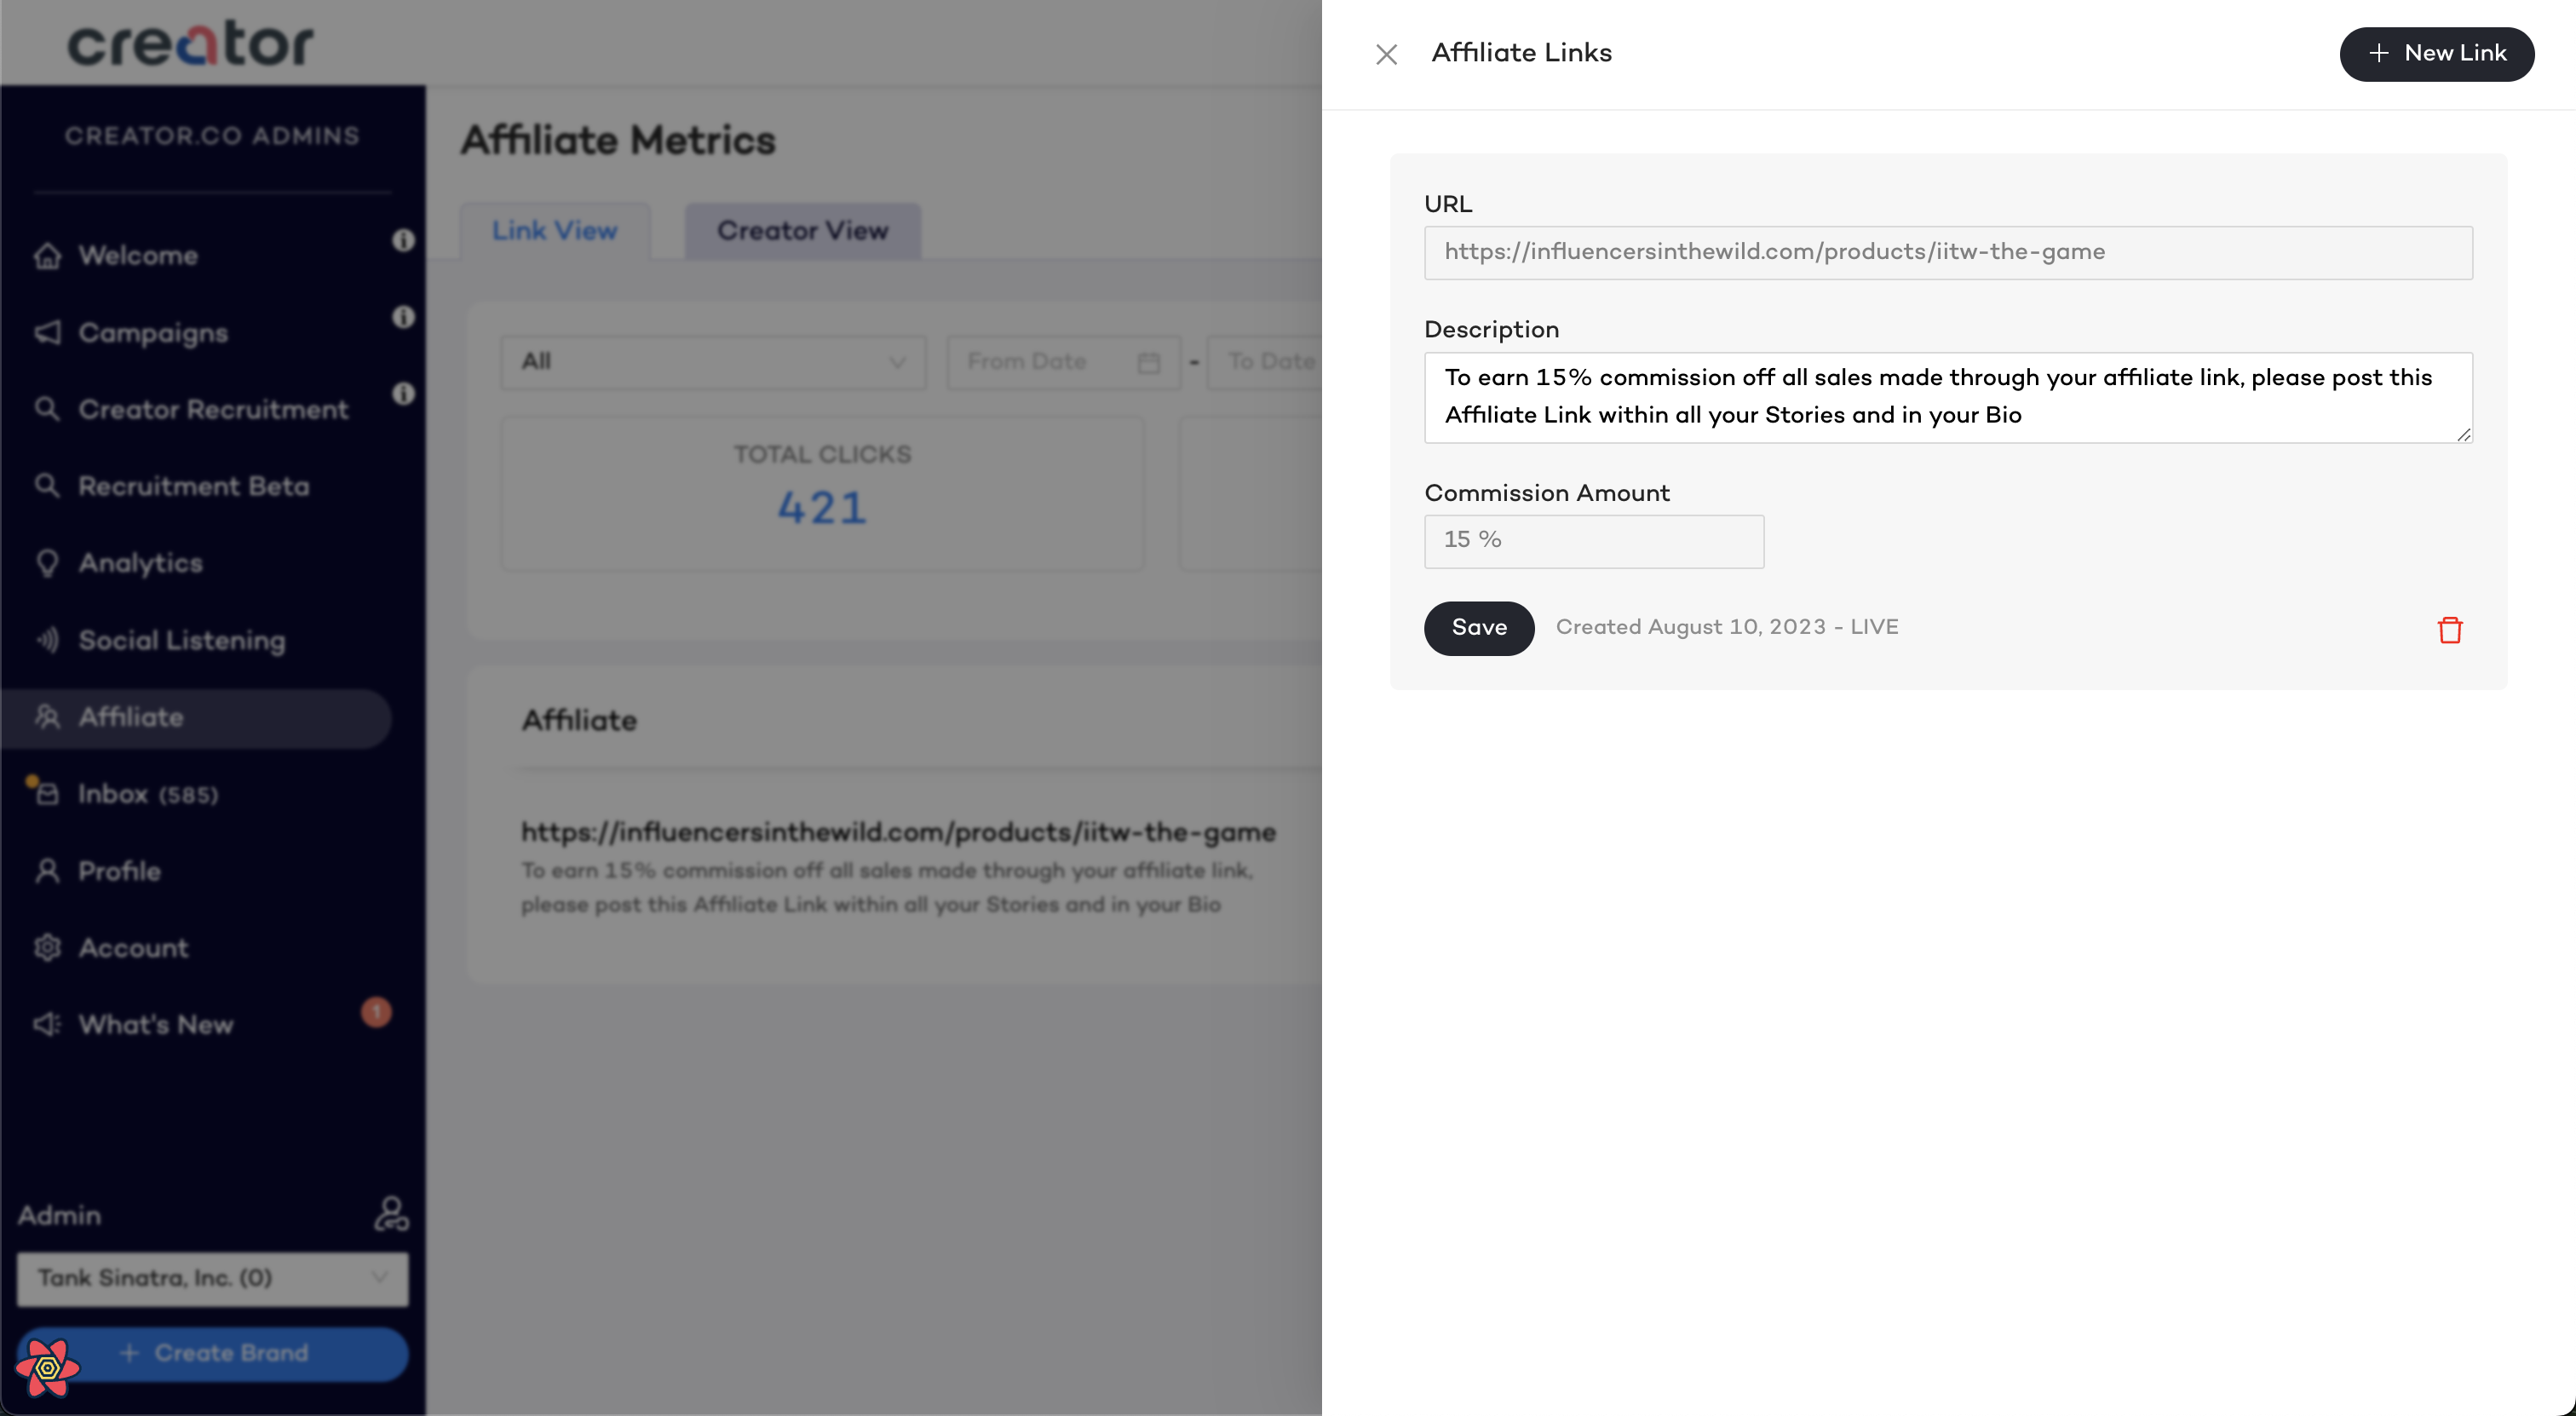 creator
CREATOR.CO ADMINS
Welcome
Campaigns
Creator Recruitment
Recruitment Beta
Analytics
Social Listening
Affiliate
Inbox (585)
Profile
Account
What's New
1
Admin
Tank Sinatra, Inc. (0)
+ Create Brand
Affiliate Metrics
Link View
Creator View
All
From Date
-
To Date
TOTAL CLICKS
421
Affiliate
https://influencersinthewild.com/products/iitw-the-game
To earn 15% commission off all sales made through your affiliate link,
please post this Affiliate Link within all your Stories and in your Bio
Affiliate Links
+ New Link
URL
https://influencersinthewild.com/products/iitw-the-game
Description
To earn 15% commission off all sales made through your affiliate link, please post this
Affiliate Link within all your Stories and in your Bio
Commission Amount
15 %
Save
Created August 10, 2023 - LIVE